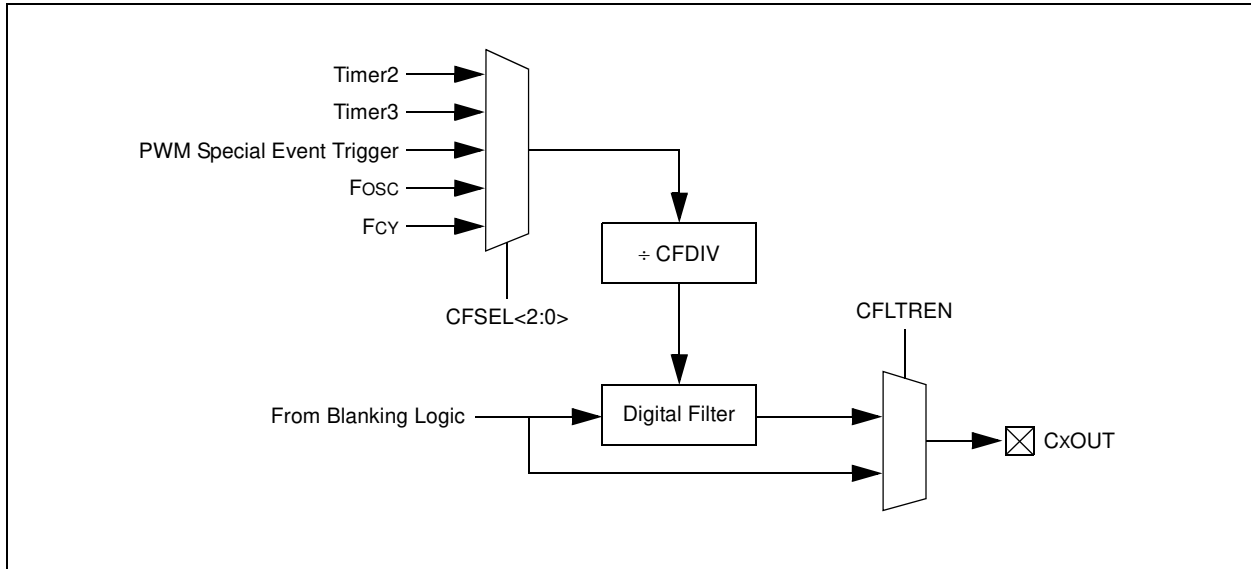 Timer2
Timer3
PWM Special Event Trigger
FOSC
FCY
÷ CFDIV
CFSEL<2:0>
CFLTREN
From Blanking Logic
Digital Filter
CXOUT